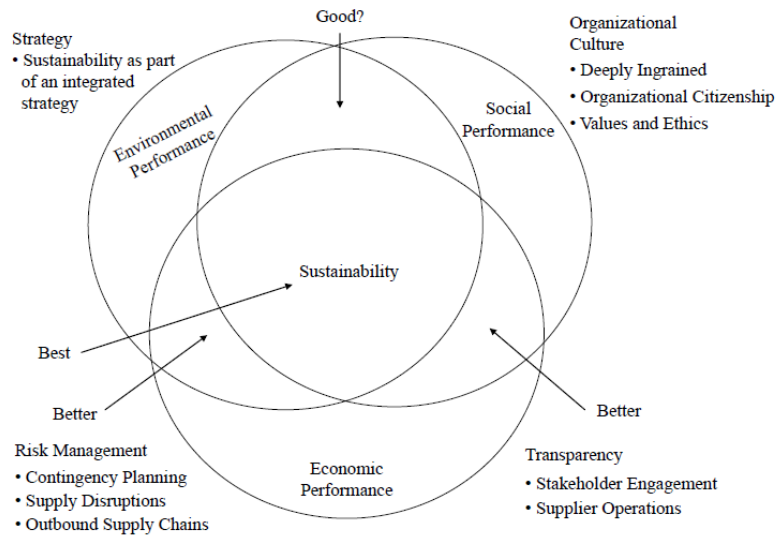 Good?
Strategy
• Sustainability as part
of an integrated
strategy
Organizational
Culture
• Deeply Ingrained
• Organizational Citizenship
• Values and Ethics
Environmental
Performance
Social
Performance
Sustainability
Best
Better
Better
Risk Management
• Contingency Planning
• Supply Disruptions
• Outbound Supply Chains
Economic
Performance
Transparency
• Stakeholder Engagement
• Supplier Operations